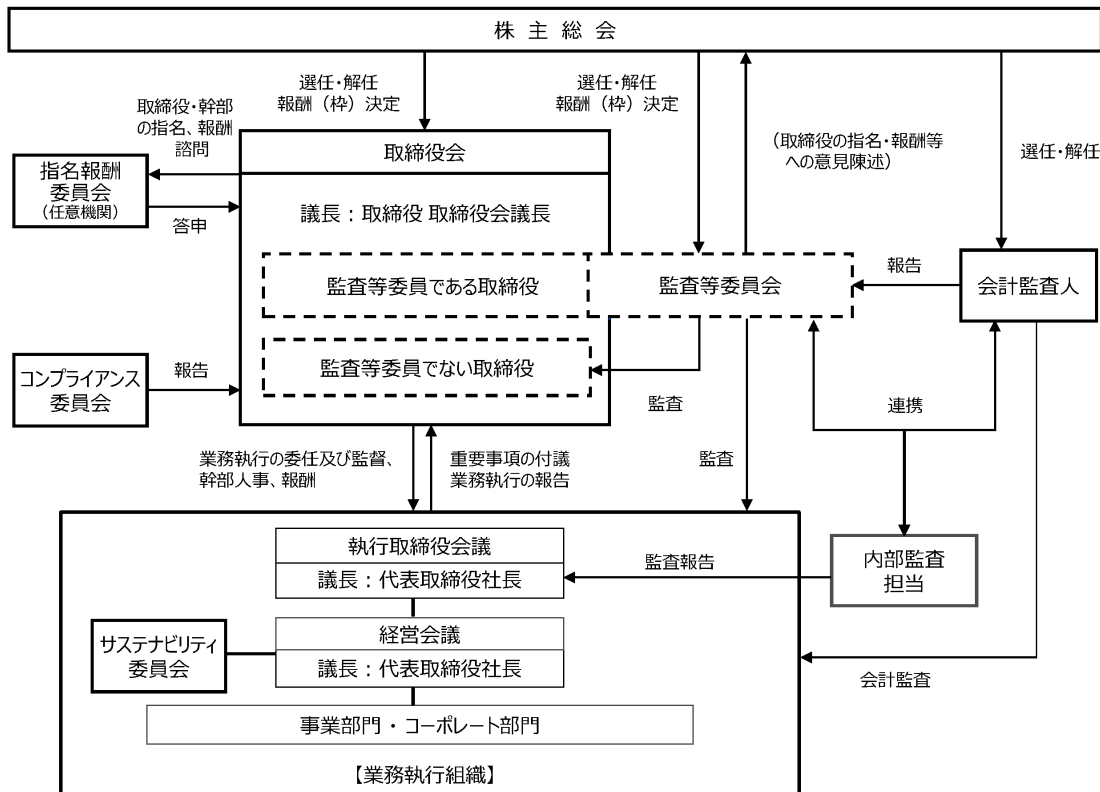 株主総会
選任・解任
報酬（枠）決定
選任・解任
報酬（枠）決定
（取締役の指名・報酬等
への意見陳述）
選任・解任
取締役・幹部
の指名、報酬
諮問
指名報酬
委員会
（任意機関）
答申
取締役会
議長：取締役 取締役会議長
監査等委員である取締役
監査等委員会
報告
会計監査人
監査等委員でない取締役
コンプライアンス
委員会
報告
監査
連携
業務執行の委任及び監督、
幹部人事、報酬
重要事項の付議
業務執行の報告
監査
執行取締役会議
議長：代表取締役社長
監査報告
内部監査
担当
サステナビリティ
委員会
経営会議
議長：代表取締役社長
会計監査
事業部門・コーポレート部門
【業務執行組織】